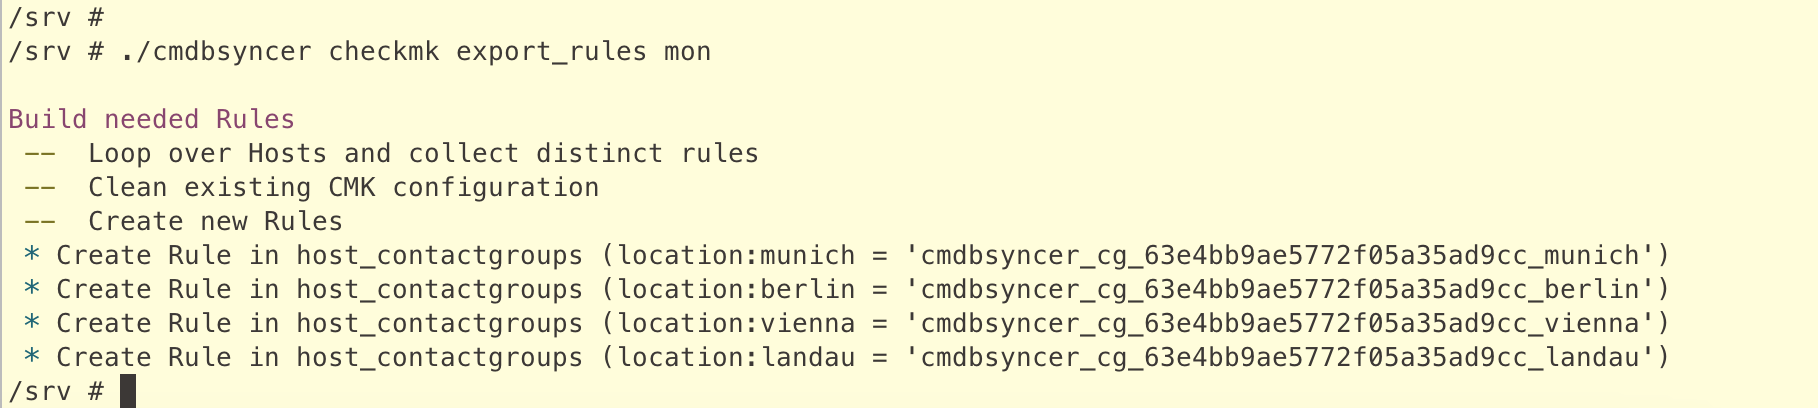 /srv #
/srv # ./cmdbsyncer checkmk export_rules mon
Build needed Rules
-- Loop over Hosts and collect distinct rules
-- Clean existing CMK configuration
-- Create new Rules
* Create Rule in host_contactgroups (location:munich = 'cmdbsyncer_cg_63e4bb9ae5772f05a35ad9cc_munich')
* Create Rule in host_contactgroups (location:berlin = 'cmdbsyncer_cg_63e4bb9ae5772f05a35ad9cc_berlin')
* Create Rule in host_contactgroups (location:vienna = 'cmdbsyncer_cg_63e4bb9ae5772f05a35ad9cc_vienna')
* Create Rule in host_contactgroups (location:landau = 'cmdbsyncer_cg_63e4bb9ae5772f05a35ad9cc_landau')
/srv #